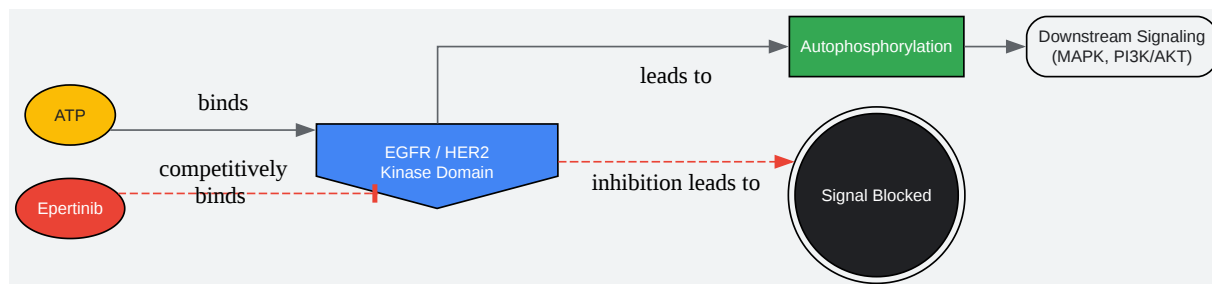 ATP
binds
Epertinib
competitively
binds
EGFR / HER2
Kinase Domain
leads to
Autophosphorylation
Downstream Signaling
(MAPK, PI3K/AKT)
inhibition leads to
Signal Blocked